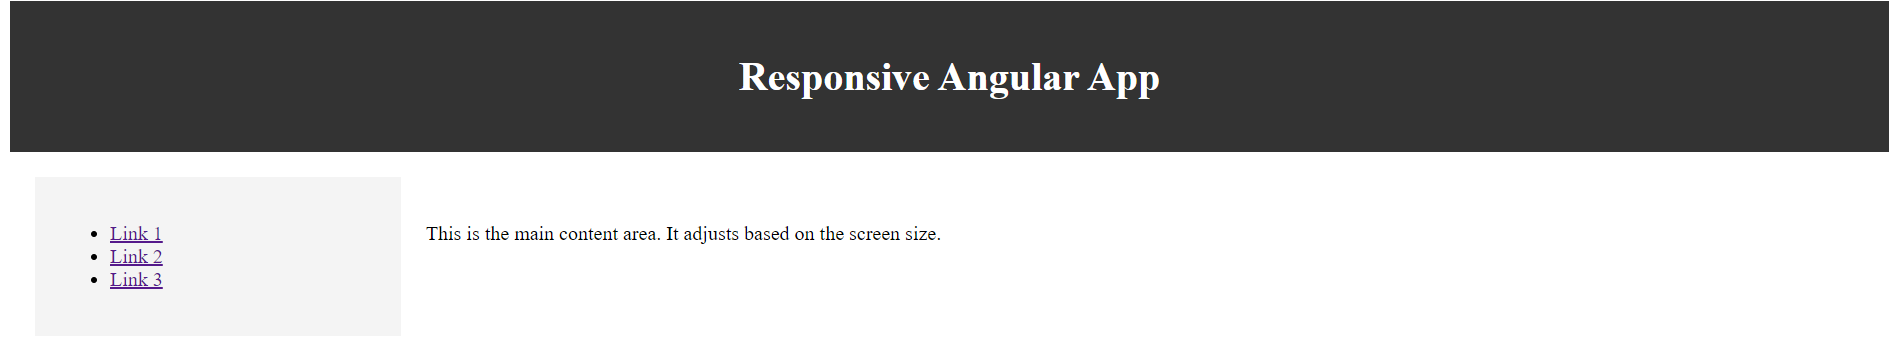 Responsive Angular App
Link 1
This is the main content area. It adjusts based on the screen size.
Link 2
Link 3